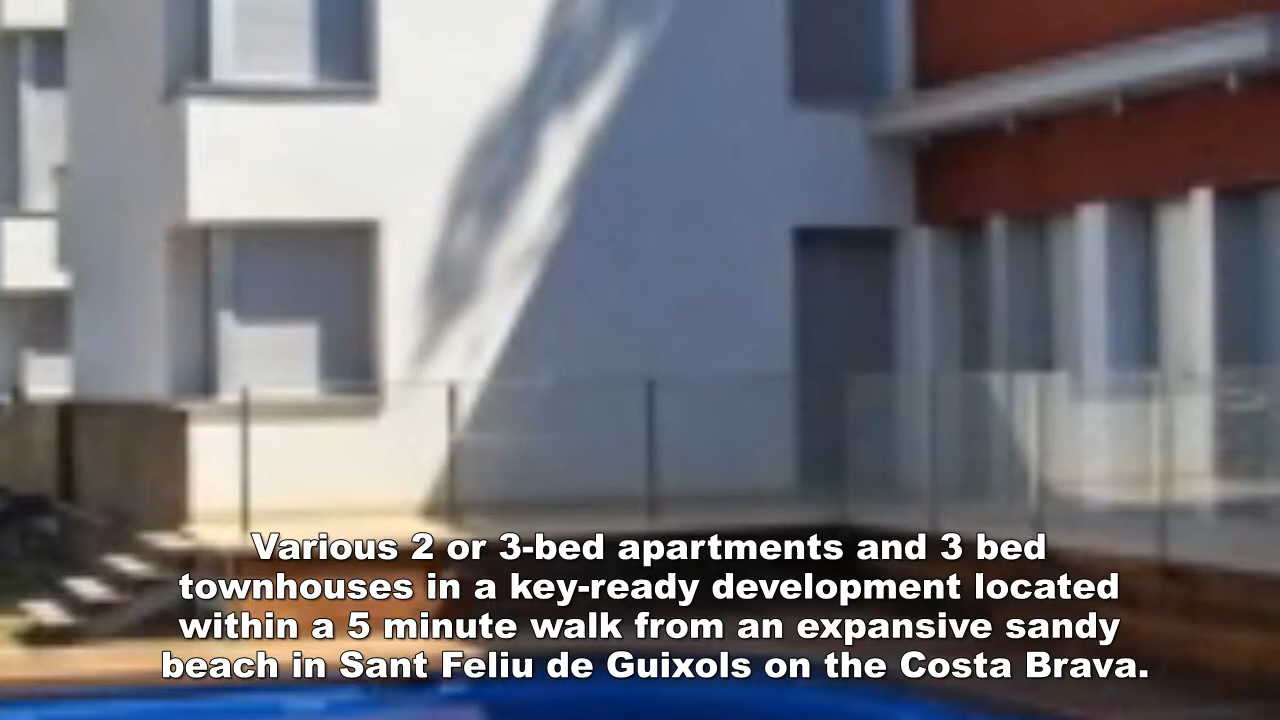 Various 2 or 3-bed apartments and 3 bed
townhouses in a key-ready development located
within a 5 minute walk from an expansive sandy
beach in Sant Feliu de Guixols on the Costa Brava.